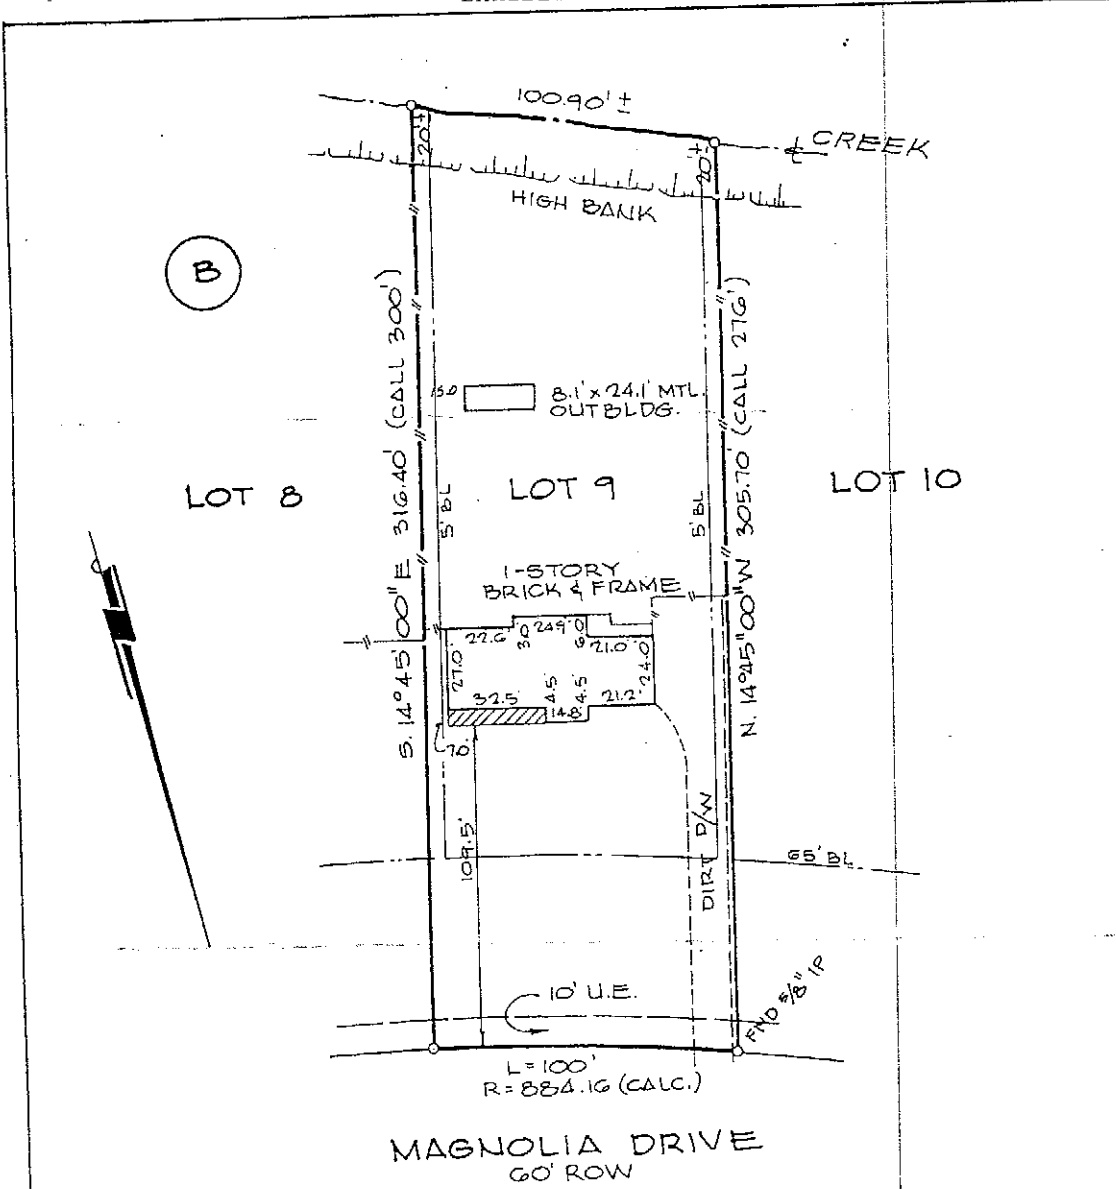 100.90' ±
℄ CREEK
20'±
20'±
HIGH BANK
B
S. 14°45'00"E 316.40' (CALL 300')
N. 14°45'00"W 305.70' (CALL 276')
15.0
8.1' x 24.1' MTL.
OUTBLDG.
LOT 8
LOT 9
LOT 10
5' BL
5' BL
1-STORY
BRICK & FRAME
22.6'
3.0
24.9'
21.0'
27.0'
24.0'
32.5'
4.5'
14.8'
4.5'
21.2'
7.0'
109.5'
DIRT D/W
65' BL
10' U.E.
FND 5/8" IP
L=100'
R=884.16 (CALC.)
MAGNOLIA DRIVE
60' ROW